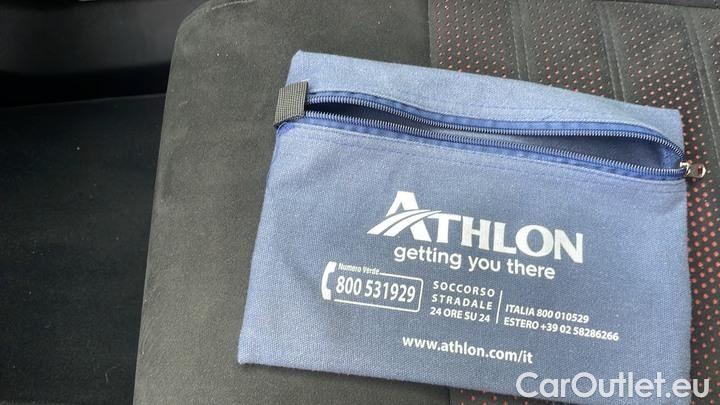 ATHLON
getting you there
Numero Verde
800 531929
SOCCORSO
STRADALE
24 ORE SU 24
ITALIA 800 010529
ESTERO +39 02 58286266
www.athlon.com/it
CarOutlet.eu